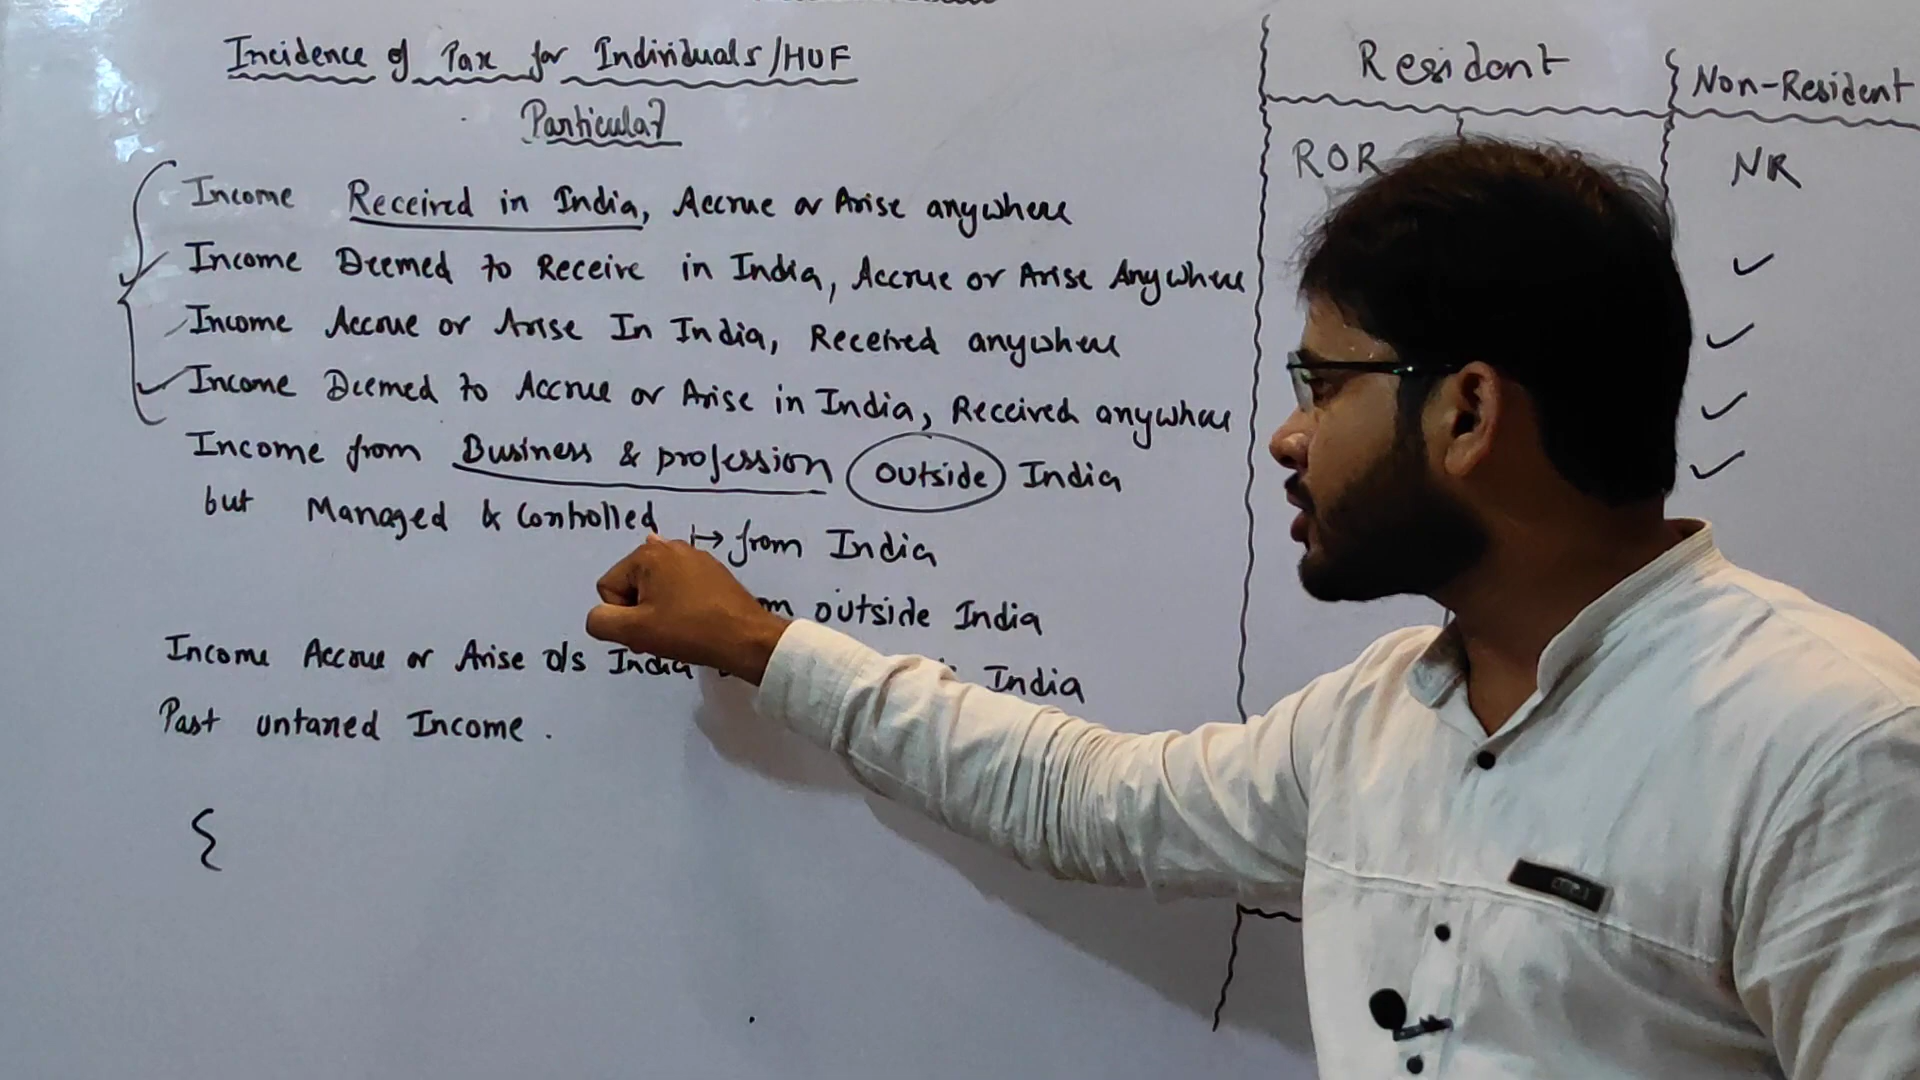 Incidence of Tax for Individuals/HUF
Particular
Resident
Non-Resident
ROR
NR
Income Received in India, Accrue or Arise anywhere
Income Deemed to Receive in India, Accrue or Arise Anywhere
Income Accrue or Arise In India, Received anywhere
Income Deemed to Accrue or Arise in India, Received anywhere
Income from Business & profession outside India
but Managed & Controlled
from India
outside India
Income Accrue or Arise o/s India
India
Past untaxed Income.